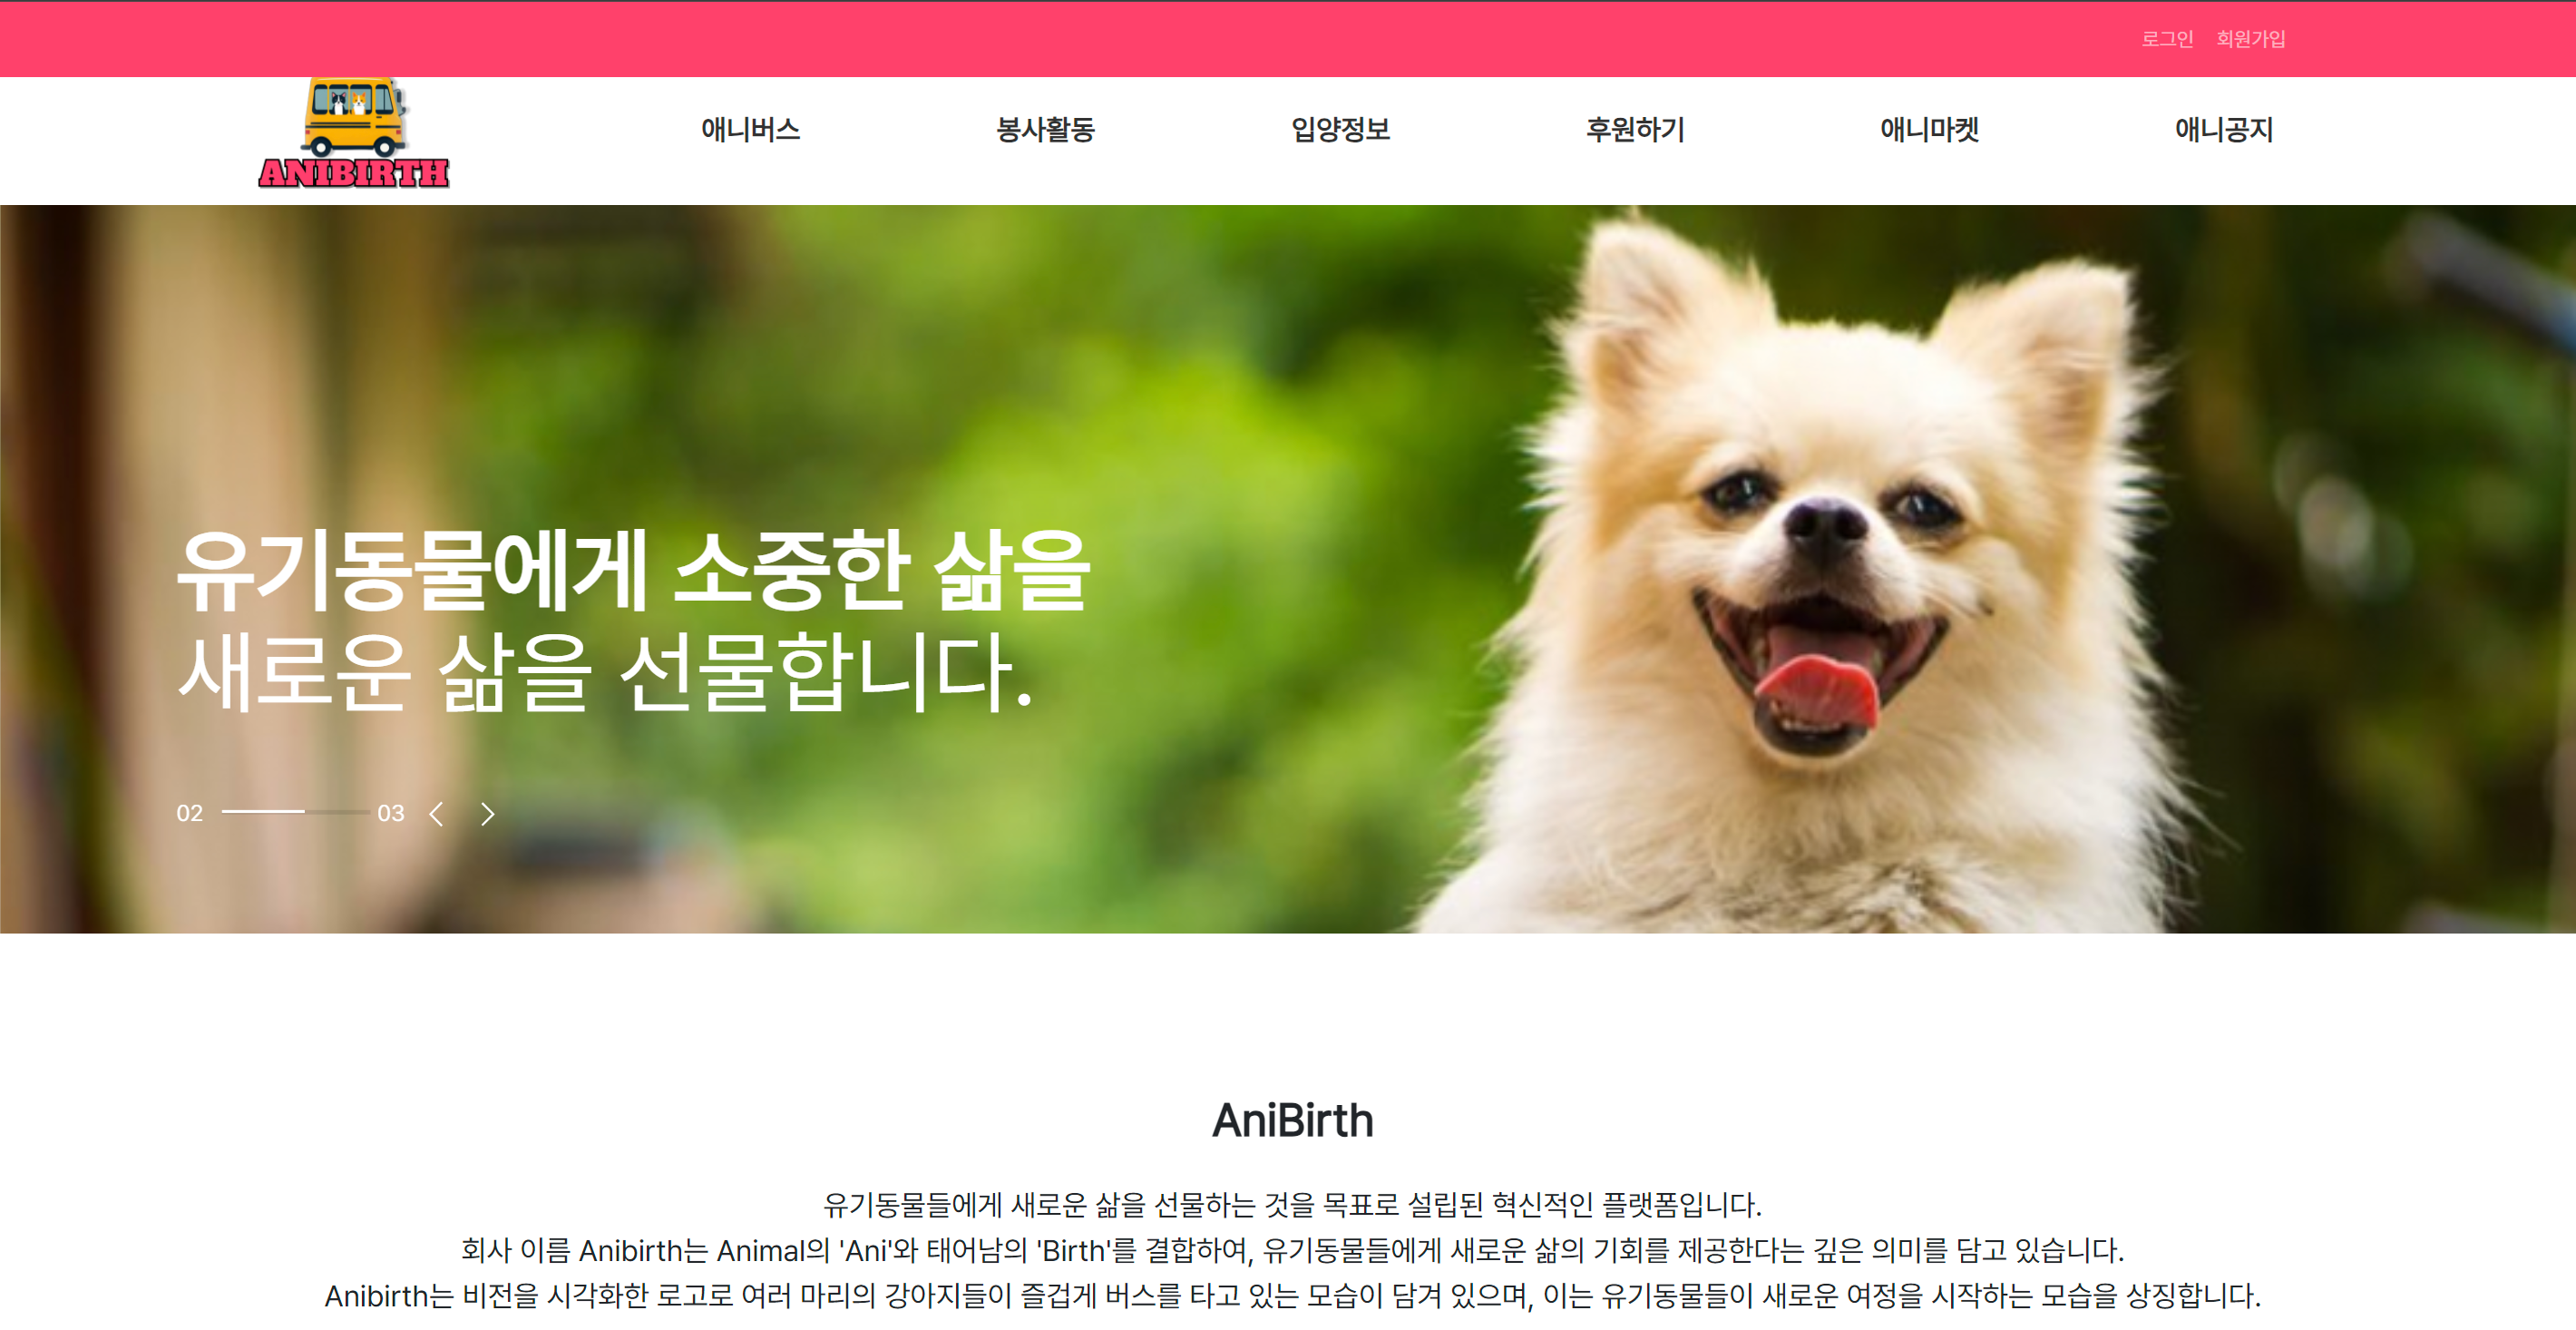 로그인 회원가입
ANIBIRTH
애니버스 봉사활동 입양정보 후원하기 애니마켓 애니공지
유기동물에게 소중한 삶을
새로운 삶을 선물합니다.
02 03
AniBirth
유기동물들에게 새로운 삶을 선물하는 것을 목표로 설립된 혁신적인 플랫폼입니다.
회사 이름 Anibirth는 Animal의 'Ani'와 태어남의 'Birth'를 결합하여, 유기동물들에게 새로운 삶의 기회를 제공한다는 깊은 의미를 담고 있습니다.
Anibirth는 비전을 시각화한 로고로 여러 마리의 강아지들이 즐겁게 버스를 타고 있는 모습이 담겨 있으며, 이는 유기동물들이 새로운 여정을 시작하는 모습을 상징합니다.